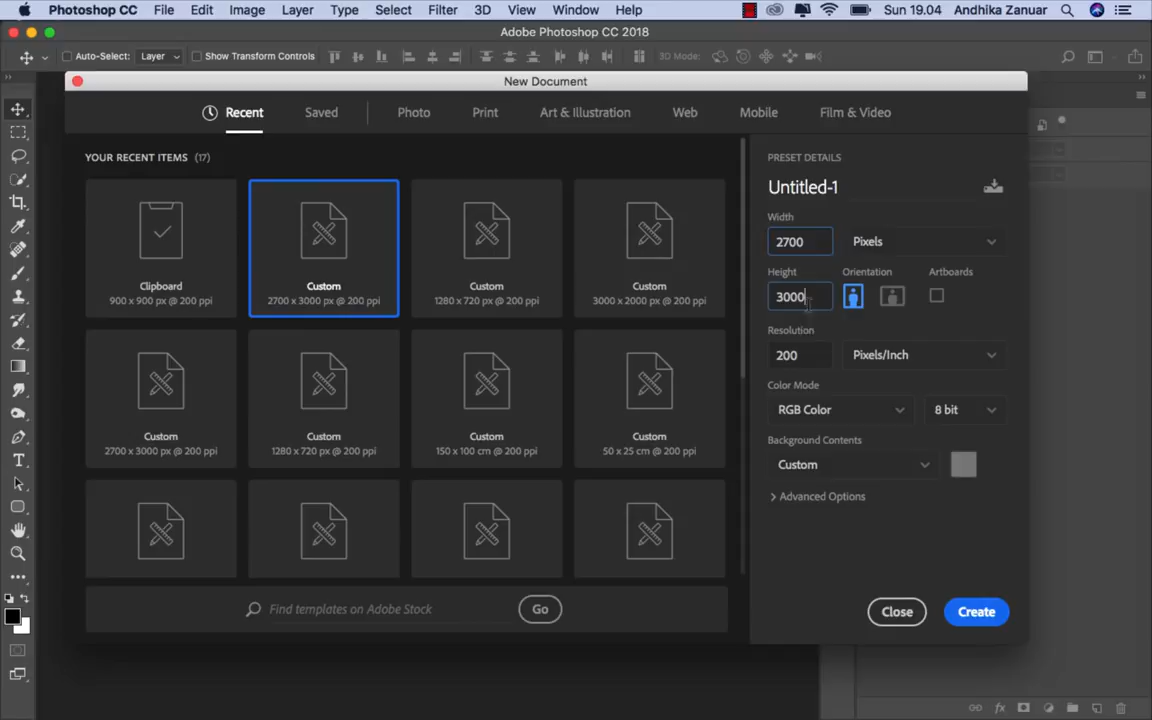 Photoshop CC File Edit Image Layer Type Select Filter 3D View Window Help Sun 19.04 Andhika Zanuar
Adobe Photoshop CC 2018
Auto-Select: Layer Show Transform Controls 3D Mode:
New Document
Recent Saved Photo Print Art & Illustration Web Mobile Film & Video
YOUR RECENT ITEMS (17)
Clipboard
900 x 900 px @ 200 ppi
Custom
2700 x 3000 px @ 200 ppi
Custom
1280 x 720 px @ 200 ppi
Custom
3000 x 2000 px @ 200 ppi
Custom
2700 x 3000 px @ 200 ppi
Custom
1280 x 720 px @ 200 ppi
Custom
150 x 100 cm @ 200 ppi
Custom
50 x 25 cm @ 200 ppi
Find templates on Adobe Stock Go
PRESET DETAILS
Untitled-1
Width
2700 Pixels
Height Orientation Artboards
3000
Resolution
200 Pixels/Inch
Color Mode
RGB Color 8 bit
Background Contents
Custom
Advanced Options
Close Create
fx